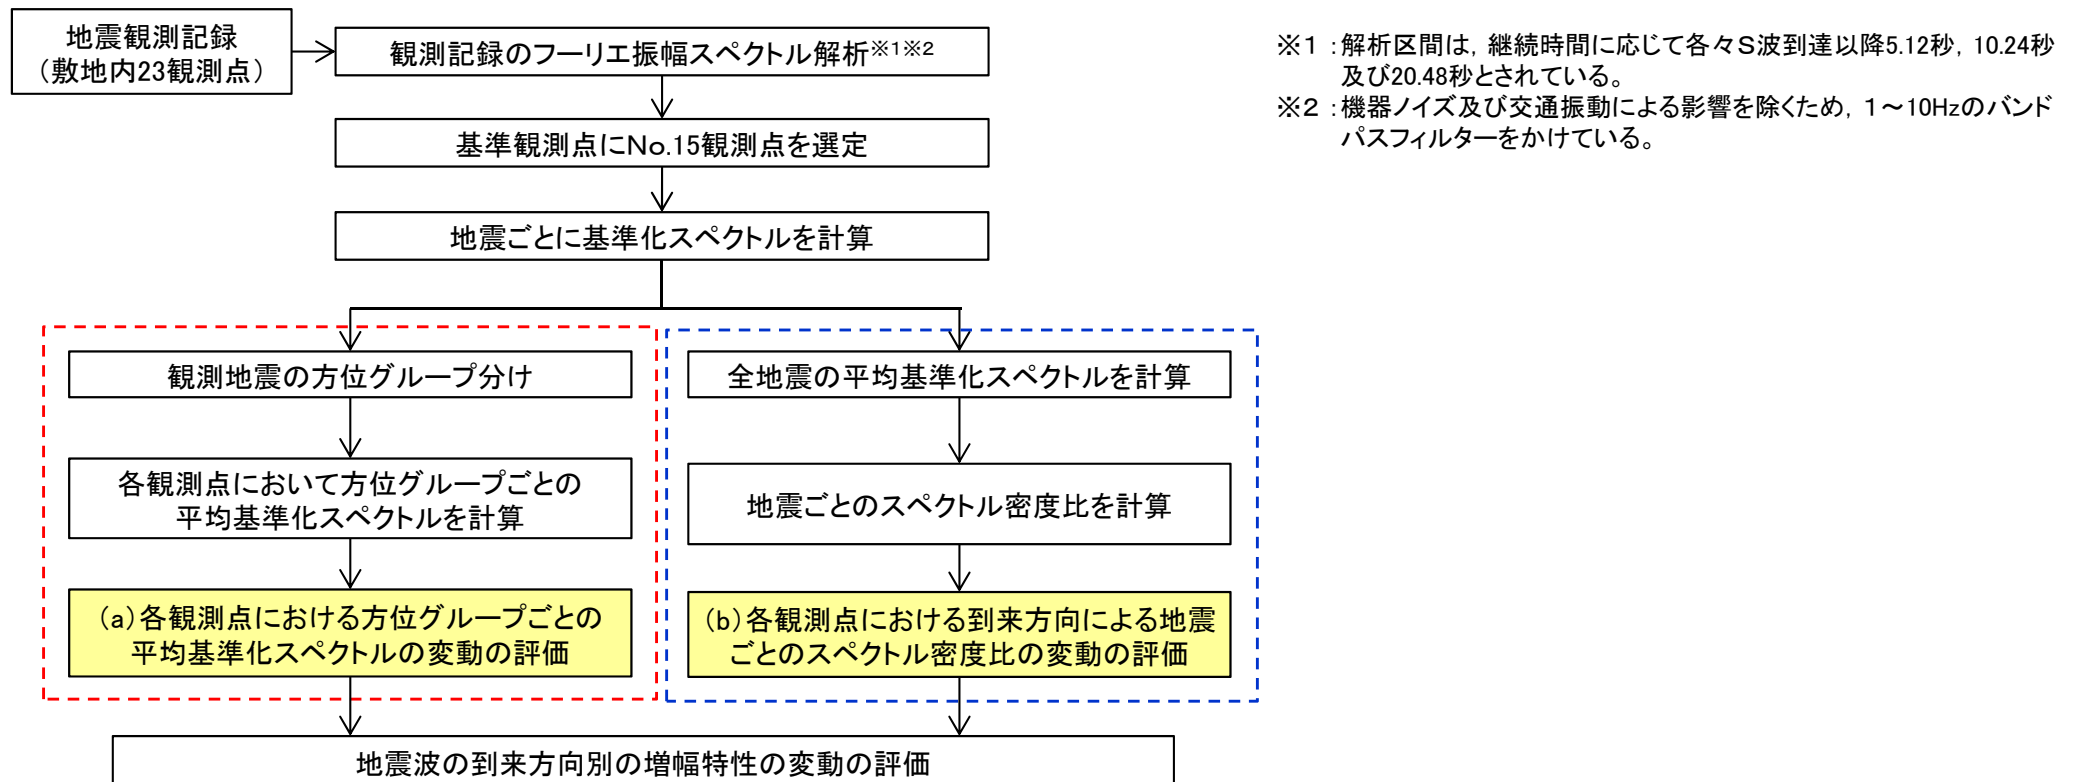 地震観測記録
（敷地内23観測点）
観測記録のフーリエ振幅スペクトル解析※1※2
基準観測点にNo.15観測点を選定
地震ごとに基準化スペクトルを計算
観測地震の方位グループ分け
各観測点において方位グループごとの
平均基準化スペクトルを計算
（a）各観測点における方位グループごとの
平均基準化スペクトルの変動の評価
全地震の平均基準化スペクトルを計算
地震ごとのスペクトル密度比を計算
（b）各観測点における到来方向による地震
ごとのスペクトル密度比の変動の評価
地震波の到来方向別の増幅特性の変動の評価
※１：解析区間は，継続時間に応じて各々Ｓ波到達以降5.12秒，10.24秒
及び20.48秒とされている。
※２：機器ノイズ及び交通振動による影響を除くため，１～10Hzのバンド
パスフィルターをかけている。